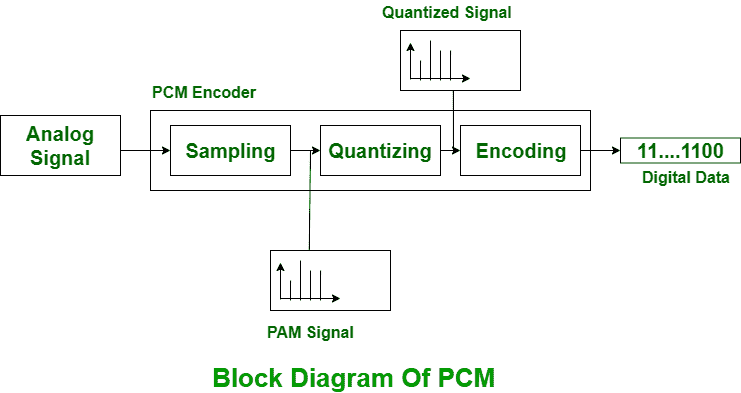 Quantized Signal
PCM Encoder
Analog
Signal
Sampling
Quantizing
Encoding
11....1100
Digital Data
PAM Signal
Block Diagram Of PCM